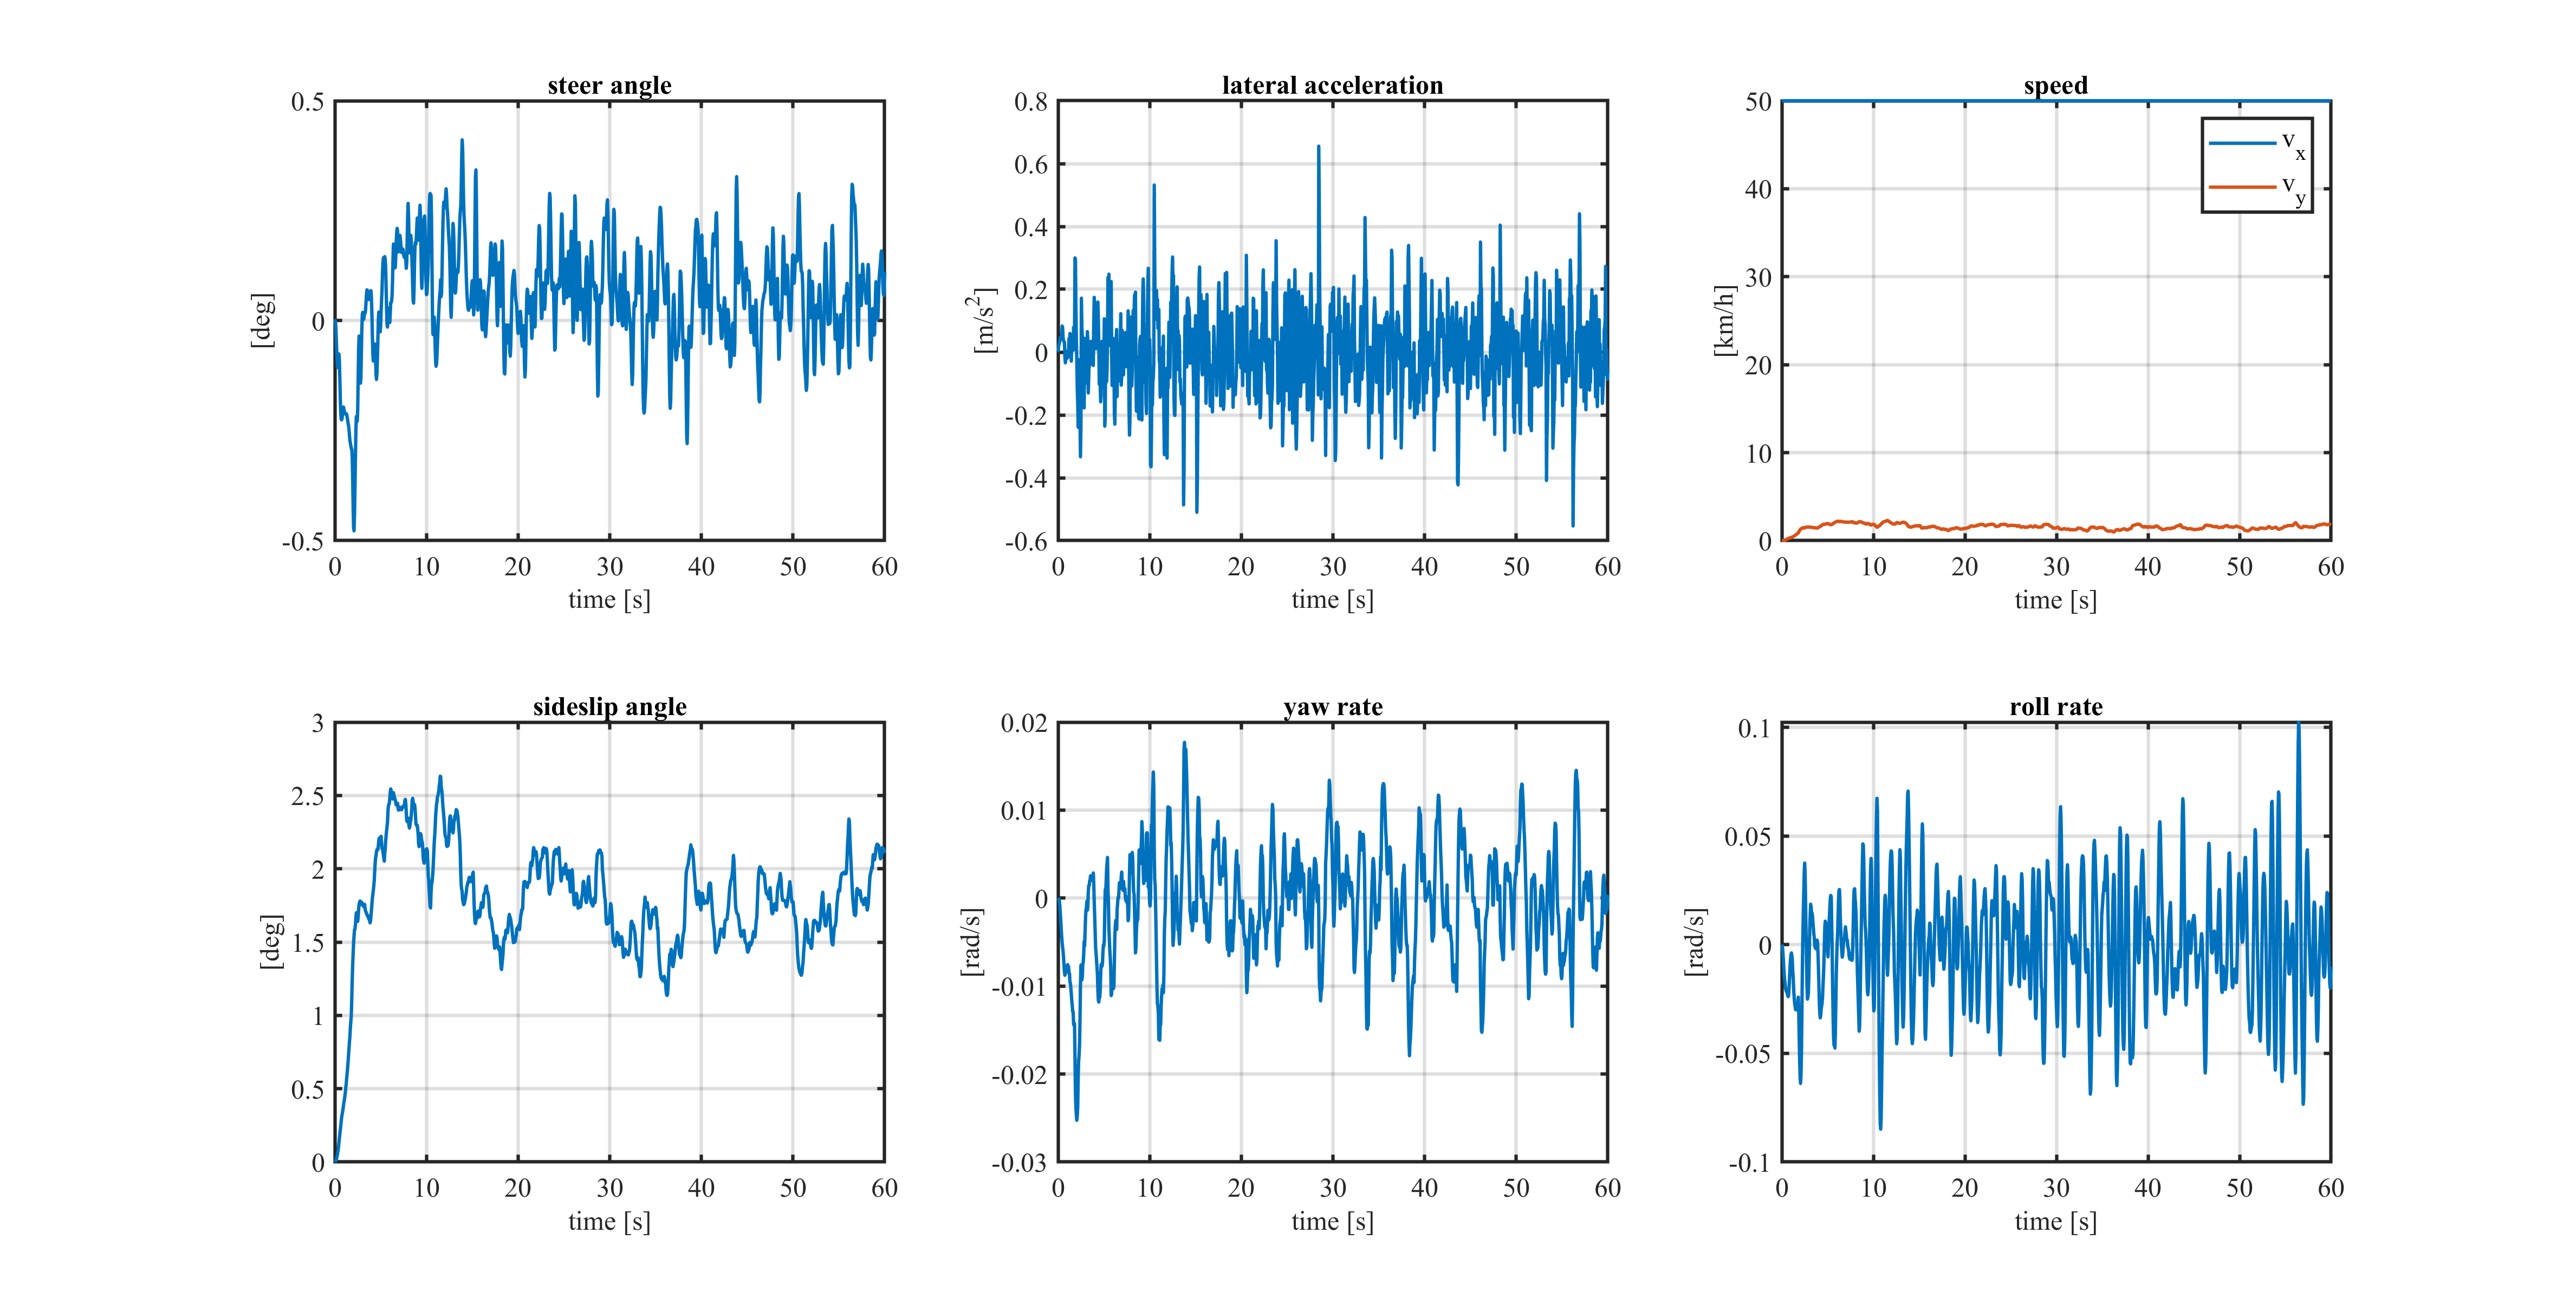 steer angle
0.5
0
-0.5
[deg]
0 10 20 30 40 50 60
time [s]
lateral acceleration
0.8
0.6
0.4
0.2
0
-0.2
-0.4
-0.6
[m/s2]
0 10 20 30 40 50 60
time [s]
speed
50
40
30
20
10
0
[km/h]
vx
vy
0 10 20 30 40 50 60
time [s]
sideslip angle
3
2.5
2
1.5
1
0.5
0
[deg]
0 10 20 30 40 50 60
time [s]
yaw rate
0.02
0.01
0
-0.01
-0.02
-0.03
[rad/s]
0 10 20 30 40 50 60
time [s]
roll rate
0.1
0.05
0
-0.05
-0.1
[rad/s]
0 10 20 30 40 50 60
time [s]